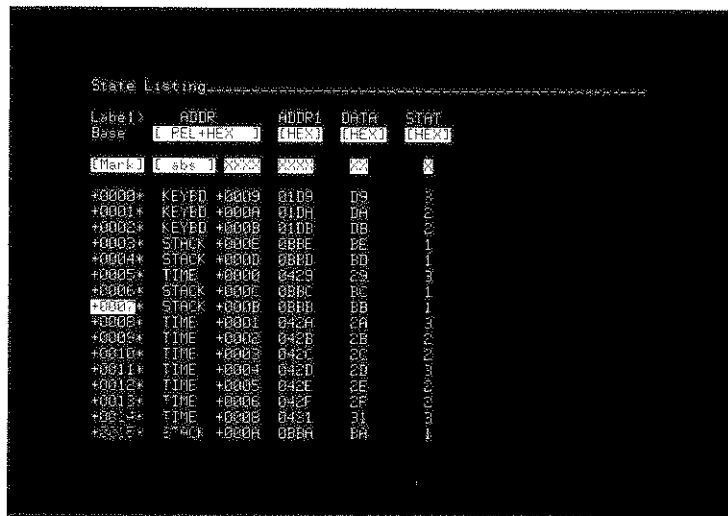 State Listing
Label> ADDR ADDR1 DATA STAT
Base [ PEL+HEX ] [HEX] [HEX] [HEX]
[Mark] [ abs ] XXXX XXXX XX X
+0000* KEYBD +0009 01D9 D9 3
+0001* KEYBD +000A 01DA DA 2
+0002* KEYBD +000B 01DB DB 2
+0003* STACK +000E 0BBE BE 1
+0004* STACK +000D 0BBD BD 1
+0005* TIME +0000 0429 29 3
+0006* STACK +000C 0BBC BC 1
+0007* STACK +000B 0BBB BB 1
+0008* TIME +0001 042A 2A 3
+0009* TIME +0002 042B 2B 2
+0010* TIME +0003 042C 2C 2
+0011* TIME +0004 042D 2D 3
+0012* TIME +0005 042E 2E 2
+0013* TIME +0006 042F 2F 2
+0014* TIME +0008 0431 31 3
+0015* STACK +000A 0BBA BA 1